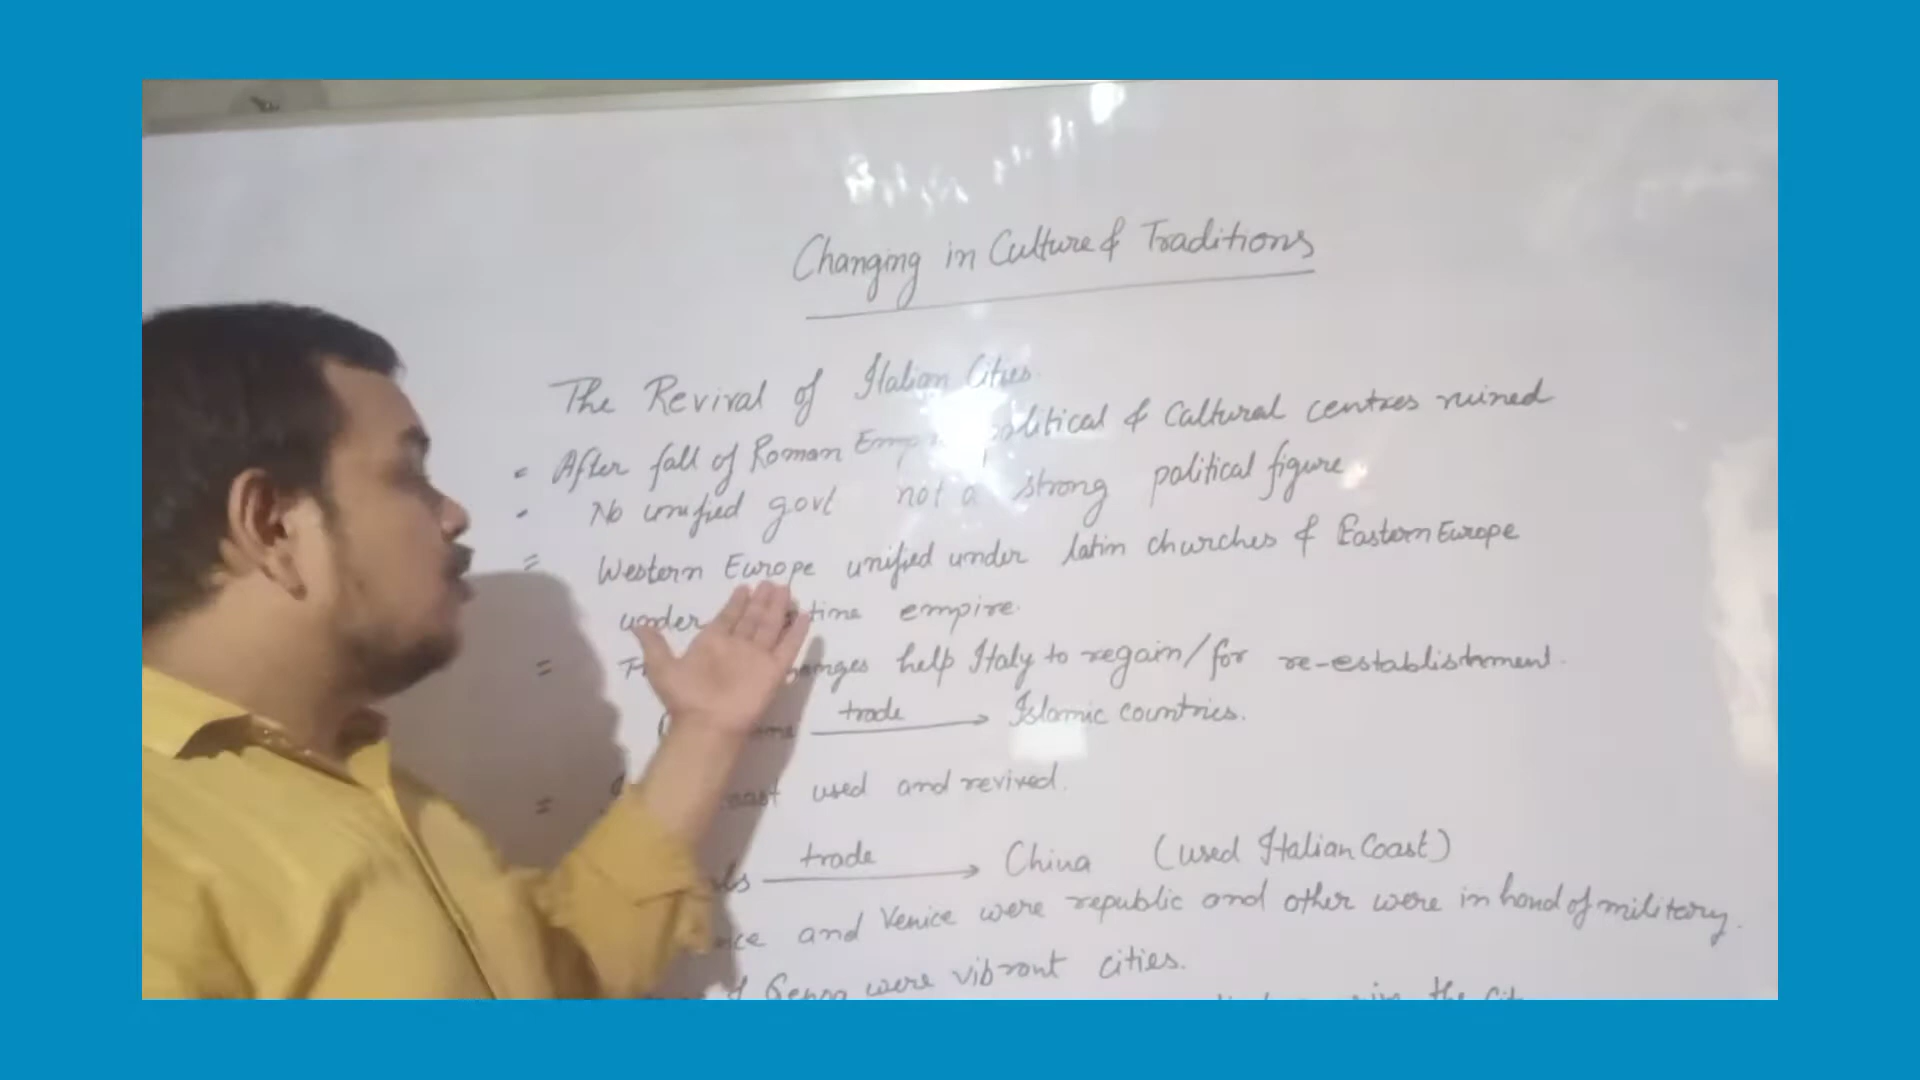 Changing in Culture & Traditions
The Revival of Italian Cities.
After fall of Roman political & Cultural centres ruined
No unified govt not a strong political figure
Western Europe unified under latin churches & Eastern Europe
under empire.
help Italy to regain/for re-establishment.
trade
Islamic countries.
used and revived.
trade
China (used Italian Coast)
and Venice were republic and other were in hand of military.
Genoa were vibrant cities.
in the